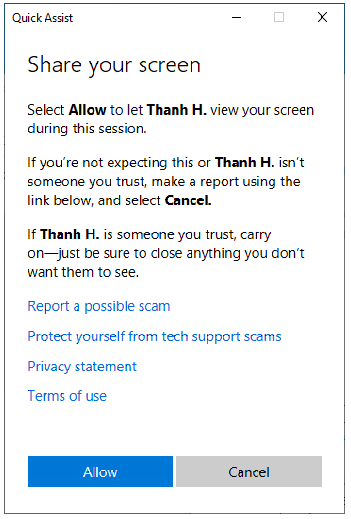 Quick Assist
Share your screen
Select Allow to let Thanh H. view your screen
during this session.
If you're not expecting this or Thanh H. isn't
someone you trust, make a report using the
link below, and select Cancel.
If Thanh H. is someone you trust, carry
on—just be sure to close anything you don't
want them to see.
Report a possible scam
Protect yourself from tech support scams
Privacy statement
Terms of use
Allow
Cancel